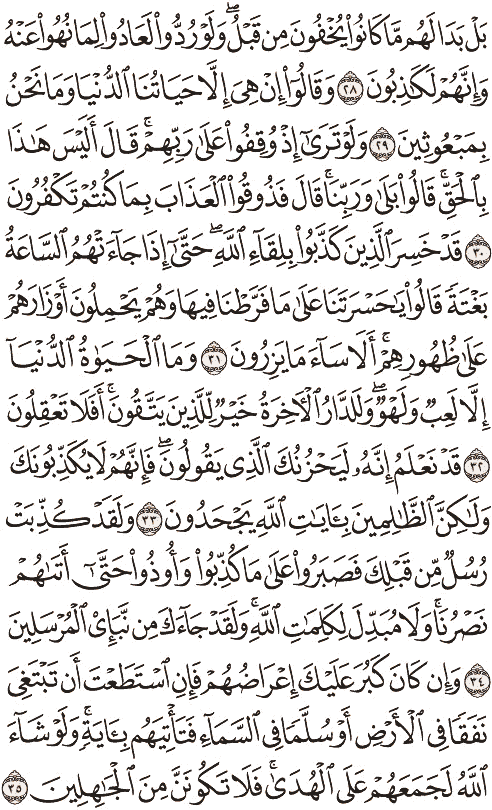 بَلْ بَدَا لَهُم مَّا كَانُوا۟ يُخْفُونَ مِن قَبْلُ ۖ وَلَوْ رُدُّوا۟ لَعَادُوا۟ لِمَا نُهُوا۟ عَنْهُ
وَإِنَّهُمْ لَكَـٰذِبُونَ ﴿٢٨﴾ وَقَالُوٓا۟ إِنْ هِىَ إِلَّا حَيَاتُنَا ٱلدُّنْيَا وَمَا نَحْنُ
بِمَبْعُوثِينَ ﴿٢٩﴾ وَلَوْ تَرَىٰٓ إِذْ وُقِفُوا۟ عَلَىٰ رَبِّهِمْ ۚ قَالَ أَلَيْسَ هَـٰذَا
بِٱلْحَقِّ ۚ قَالُوا۟ بَلَىٰ وَرَبِّنَا ۚ قَالَ فَذُوقُوا۟ ٱلْعَذَابَ بِمَا كُنتُمْ تَكْفُرُونَ
﴿٣٠﴾ قَدْ خَسِرَ ٱلَّذِينَ كَذَّبُوا۟ بِلِقَآءِ ٱللَّهِ ۖ حَتَّىٰٓ إِذَا جَآءَتْهُمُ ٱلسَّاعَةُ
بَغْتَةً قَالُوا۟ يَـٰحَسْرَتَنَا عَلَىٰ مَا فَرَّطْنَا فِيهَا وَهُمْ يَحْمِلُونَ أَوْزَارَهُمْ
عَلَىٰ ظُهُورِهِمْ ۚ أَلَا سَآءَ مَا يَزِرُونَ ﴿٣١﴾ وَمَا ٱلْحَيَوٰةُ ٱلدُّنْيَآ
إِلَّا لَعِبٌ وَلَهْوٌ ۖ وَلَلدَّارُ ٱلْـَٔاخِرَةُ خَيْرٌ لِّلَّذِينَ يَتَّقُونَ ۗ أَفَلَا تَعْقِلُونَ
﴿٣٢﴾ قَدْ نَعْلَمُ إِنَّهُۥ لَيَحْزُنُكَ ٱلَّذِى يَقُولُونَ ۖ فَإِنَّهُمْ لَا يُكَذِّبُونَكَ
وَلَـٰكِنَّ ٱلظَّـٰلِمِينَ بِـَٔايَـٰتِ ٱللَّهِ يَجْحَدُونَ ﴿٣٣﴾ وَلَقَدْ كُذِّبَتْ
رُسُلٌ مِّن قَبْلِكَ فَصَبَرُوا۟ عَلَىٰ مَا كُذِّبُوا۟ وَأُوذُوا۟ حَتَّىٰٓ أَتَىٰهُمْ
نَصْرُنَا ۚ وَلَا مُبَدِّلَ لِكَلِمَـٰتِ ٱللَّهِ ۚ وَلَقَدْ جَآءَكَ مِن نَّبَإِى۟ ٱلْمُرْسَلِينَ
﴿٣٤﴾ وَإِن كَانَ كَبُرَ عَلَيْكَ إِعْرَاضُهُمْ فَإِنِ ٱسْتَطَعْتَ أَن تَبْتَغِىَ
نَفَقًا فِى ٱلْأَرْضِ أَوْ سُلَّمًا فِى ٱلسَّمَآءِ فَتَأْتِيَهُم بِـَٔايَةٍ ۚ وَلَوْ شَآءَ
ٱللَّهُ لَجَمَعَهُمْ عَلَى ٱلْهُدَىٰ ۚ فَلَا تَكُونَنَّ مِنَ ٱلْجَـٰهِلِينَ ﴿٣٥﴾